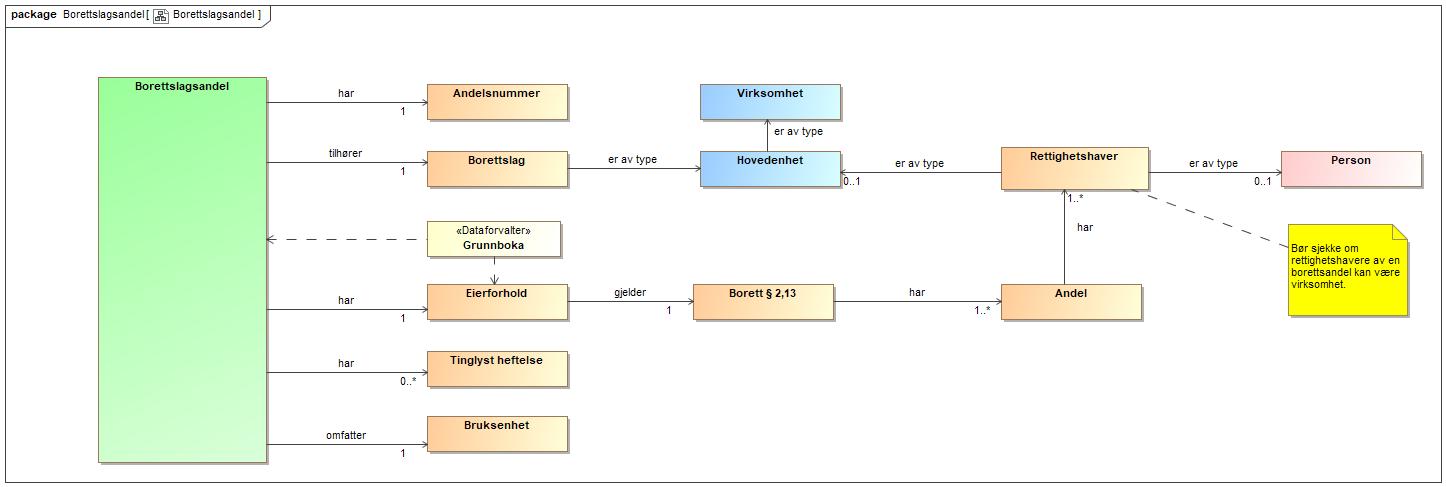 package Borettslagsandel [ Borettslagsandel ]
Borettslagsandel
har
1
Andelsnummer
Virksomhet
er av type
tilhører
1
Borettslag
er av type
Hovedenhet
0..1
er av type
Rettighetshaver
er av type
0..1
Person
1..*
har
«Dataforvalter»
Grunnboka
Bør sjekke om
rettighetshavere av en
borettsandel kan være
virksomhet.
har
1
Eierforhold
gjelder
1
Borett § 2,13
har
1..*
Andel
har
0..*
Tinglyst heftelse
omfatter
1
Bruksenhet